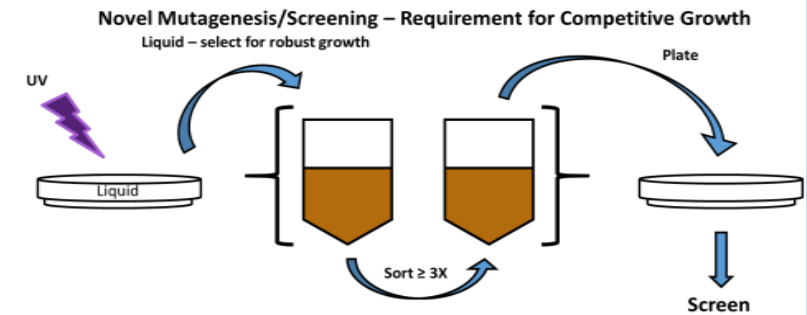 Novel Mutagenesis/Screening – Requirement for Competitive Growth
Liquid – select for robust growth
Plate
UV
Liquid
Sort ≥ 3X
Screen